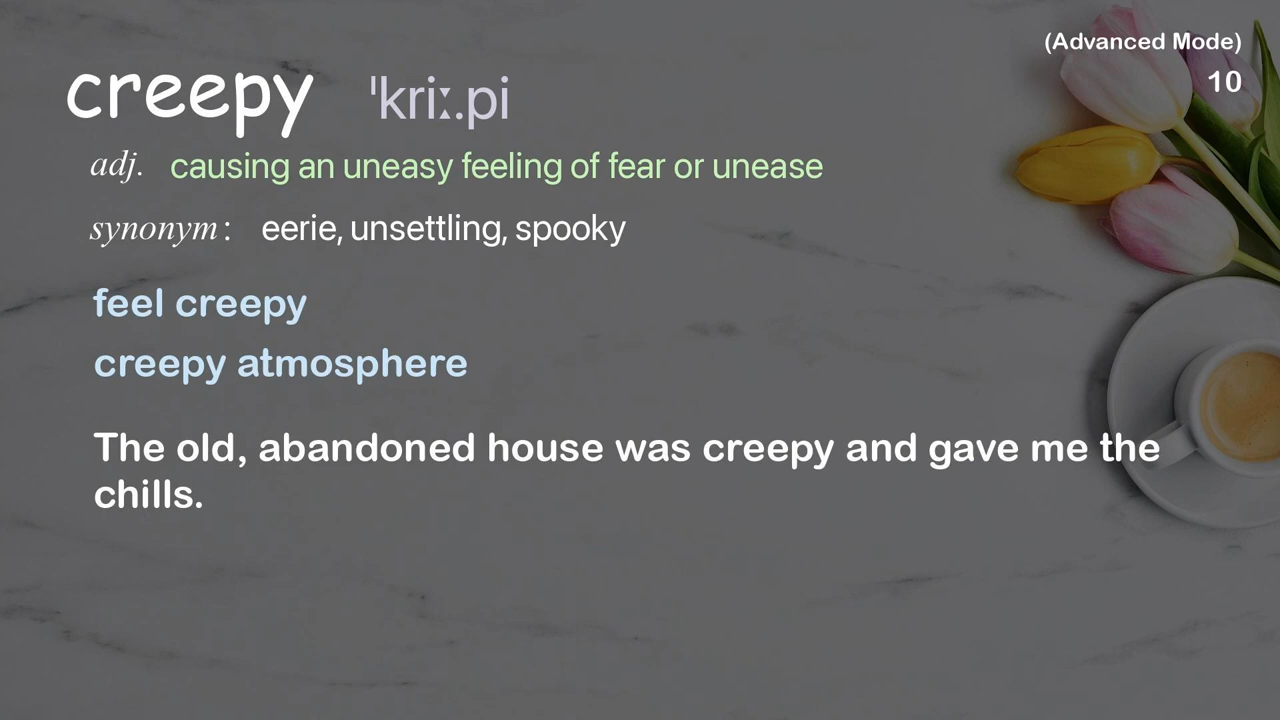 (Advanced Mode)
10
creepy ˈkriː.pi
adj. causing an uneasy feeling of fear or unease
synonym: eerie, unsettling, spooky
feel creepy
creepy atmosphere
The old, abandoned house was creepy and gave me the
chills.